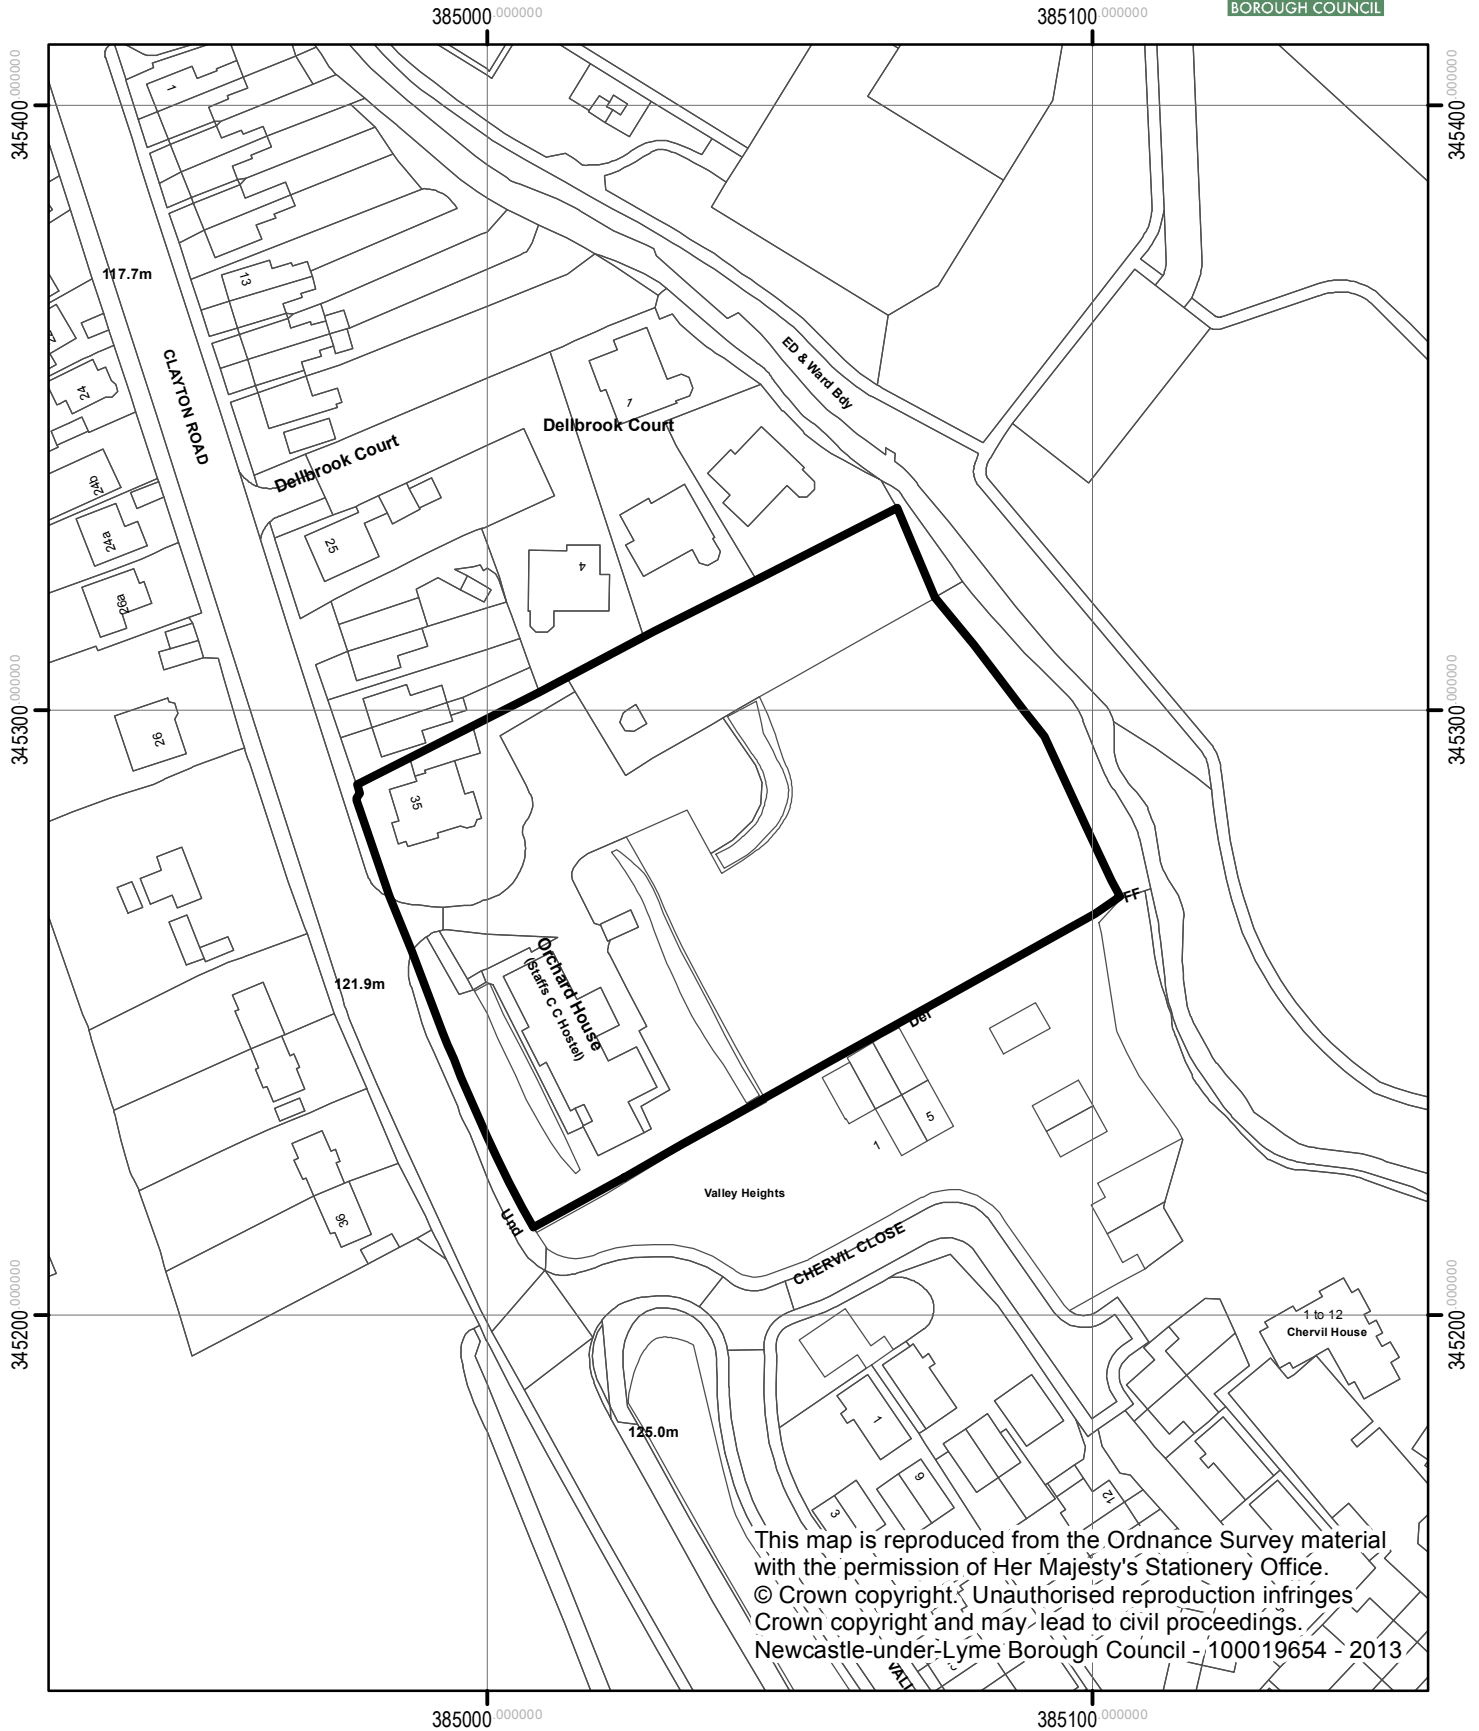 BOROUGH COUNCIL
385000.000000
385100.000000
345400.000000
345400.000000
1
117.7m
13
CLAYTON ROAD
ED & Ward Bdy
24
1
Dellbrook Court
Dellbrook Court
24b
24a
25
4
26a
345300.000000
345300.000000
26
35
FF
Orchard House
(Staffs C C Hostel)
121.9m
Def
5
1
Valley Heights
36
Und
CHERVIL CLOSE
345200.000000
345200.000000
1 to 12
Chervil House
125.0m
1
9
3
12
This map is reproduced from the Ordnance Survey material
with the permission of Her Majesty's Stationery Office.
© Crown copyright. Unauthorised reproduction infringes
Crown copyright and may lead to civil proceedings.
Newcastle-under-Lyme Borough Council - 100019654 - 2013
385000.000000
385100.000000